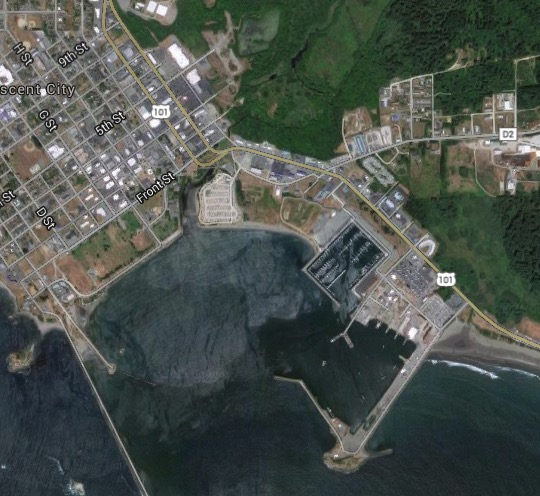 9th St
H St
scent City
101
G St
5th St
D2
Front St
St
D St
101